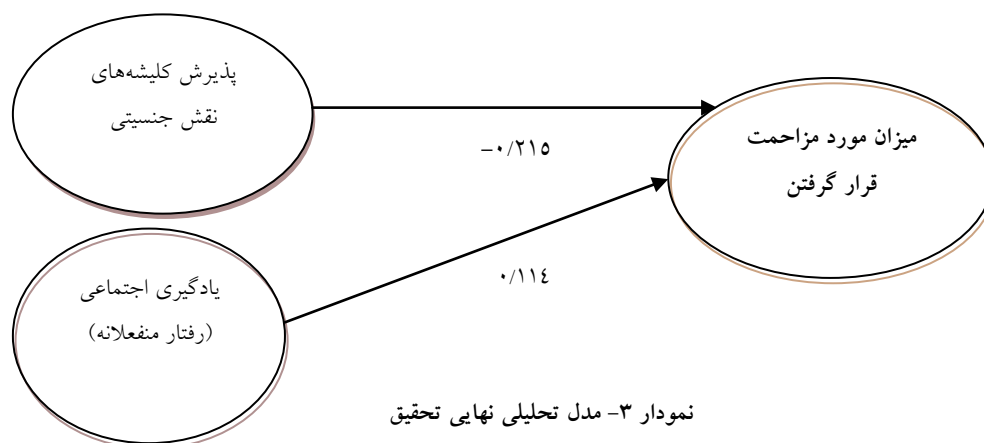 پذیرش کلیشه‌های
نقش جنسیتی
میزان مورد مزاحمت
قرار گرفتن
−۰/۲۱٥
۰/۱۱٤
یادگیری اجتماعی
(رفتار منفعلانه)
نمودار ۳- مدل تحلیلی نهایی تحقیق